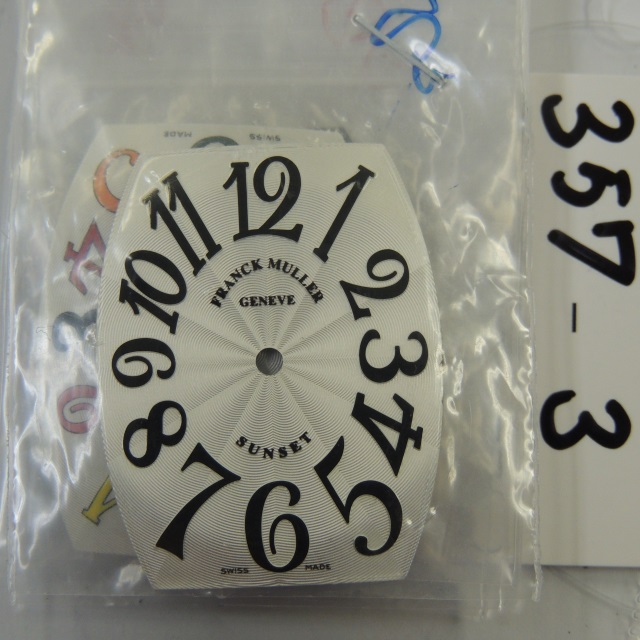 12
11 1
FRANCK MULLER
GENEVE
10 2
9 3
SUNSET
8 4
7 5
6
SWISS MADE
357-3